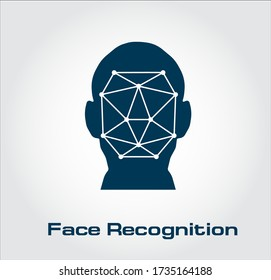 Face Recognition
shutterstock.com · 1735164188